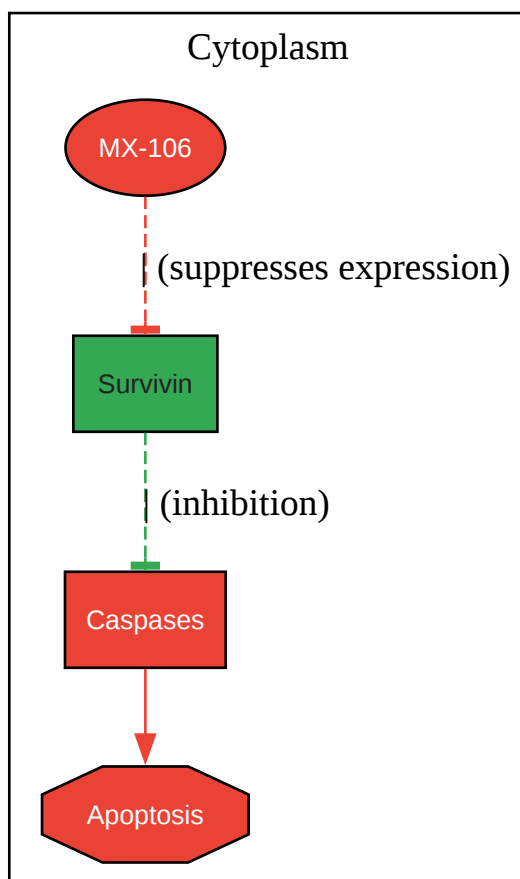 Cytoplasm
MX-106
| (suppresses expression)
Survivin
| (inhibition)
Caspases
Apoptosis